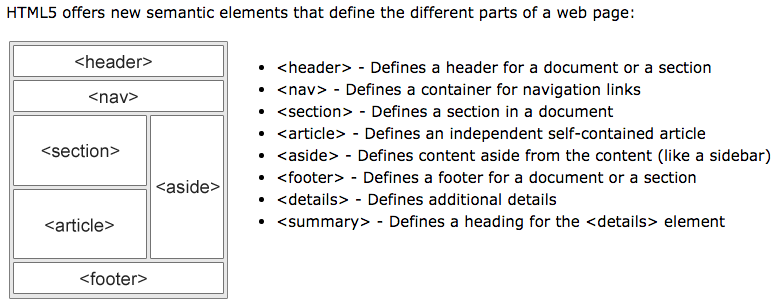 HTML5 offers new semantic elements that define the different parts of a web page:
<header>
<nav>
<section>
<aside>
<article>
<footer>
• <header> - Defines a header for a document or a section
• <nav> - Defines a container for navigation links
• <section> - Defines a section in a document
• <article> - Defines an independent self-contained article
• <aside> - Defines content aside from the content (like a sidebar)
• <footer> - Defines a footer for a document or a section
• <details> - Defines additional details
• <summary> - Defines a heading for the <details> element